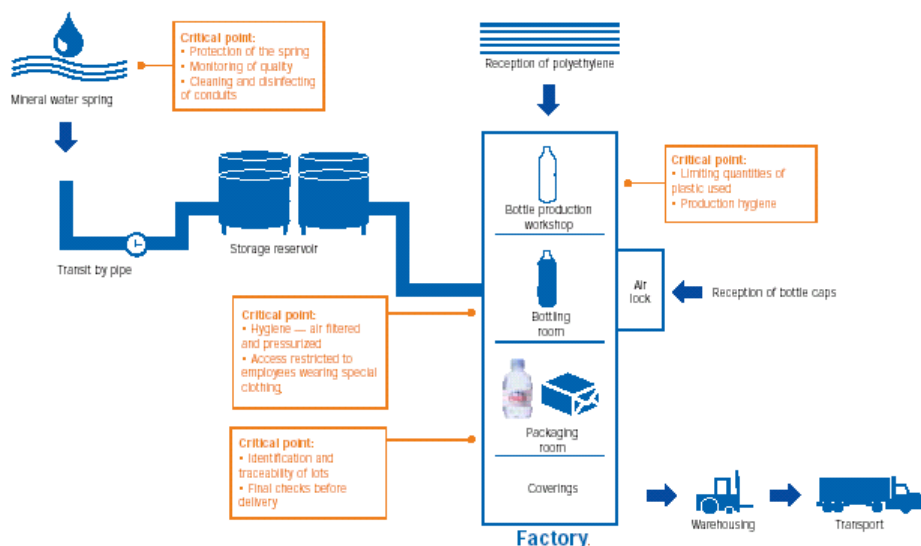 Critical point:
• Protection of the spring
• Monitoring of quality
• Cleaning and disinfecting
of conduits
Mineral water spring
Reception of polyethylene
Transit by pipe
Storage reservoir
Bottle production
workshop
Critical point:
• Limiting quantities of
plastic used
• Production hygiene
Air
lock
Reception of bottle caps
Bottling
room
Critical point:
• Hygiene — air filtered
and pressurized
• Access restricted to
employees wearing special
clothing.
Packaging
room
Critical point:
• Identification and
traceability of lots
• Final checks before
delivery
Coverings
Factory.
Warehousing
Transport